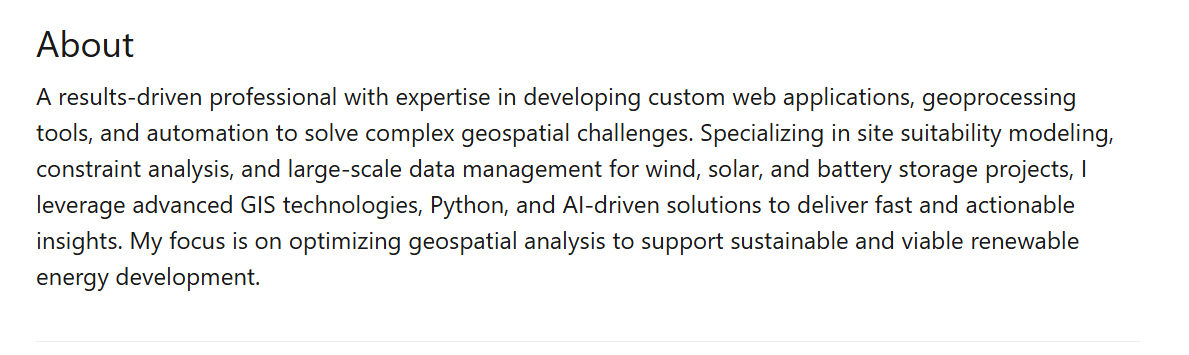 About
A results-driven professional with expertise in developing custom web applications, geoprocessing
tools, and automation to solve complex geospatial challenges. Specializing in site suitability modeling,
constraint analysis, and large-scale data management for wind, solar, and battery storage projects, I
leverage advanced GIS technologies, Python, and AI-driven solutions to deliver fast and actionable
insights. My focus is on optimizing geospatial analysis to support sustainable and viable renewable
energy development.